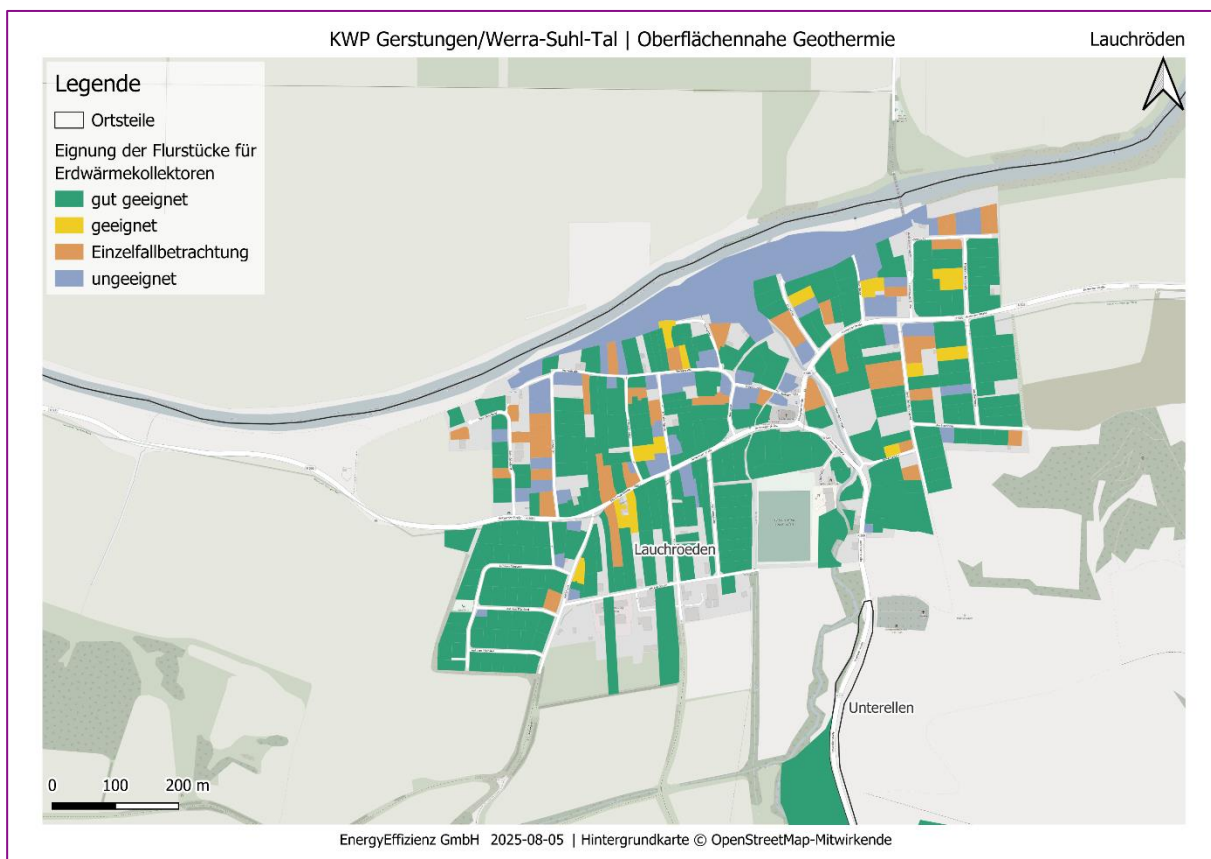 KWP Gerstungen/Werra-Suhl-Tal | Oberflächennahe Geothermie
Lauchröden
Legende
Ortsteile
Eignung der Flurstücke für
Erdwärmekollektoren
gut geeignet
geeignet
Einzelfallbetrachtung
ungeeignet
Lauchroeden
Unterellen
0 100 200 m
EnergyEffizienz GmbH 2025-08-05 | Hintergrundkarte © OpenStreetMap-Mitwirkende